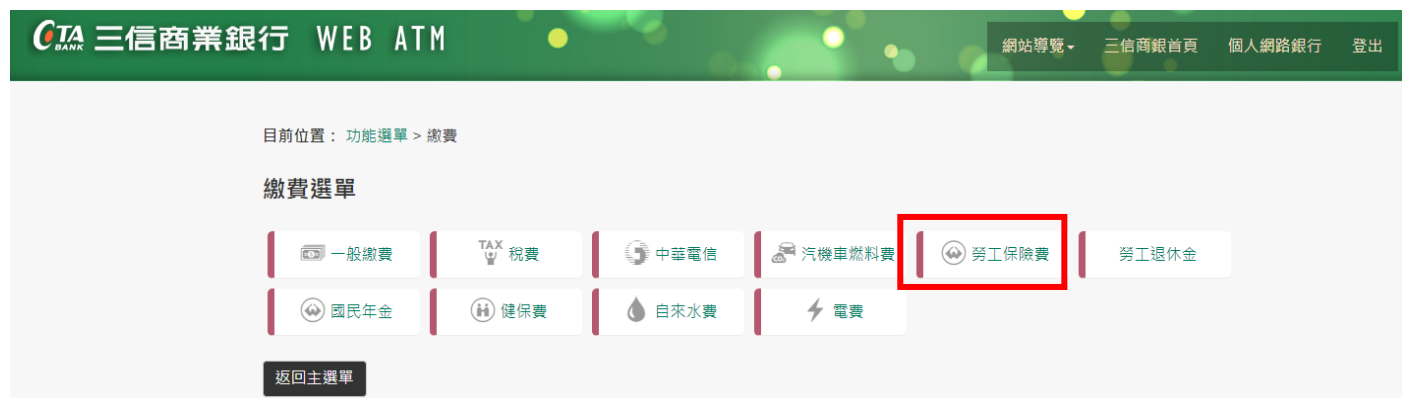 CTA BANK 三信商業銀行 WEB ATM
網站導覽 三信商銀首頁 個人網路銀行 登出
目前位置： 功能選單 > 繳費
繳費選單
一般繳費 TAX 稅費 中華電信 汽機車燃料費 勞工保險費 勞工退休金
國民年金 健保費 自來水費 電費
返回主選單